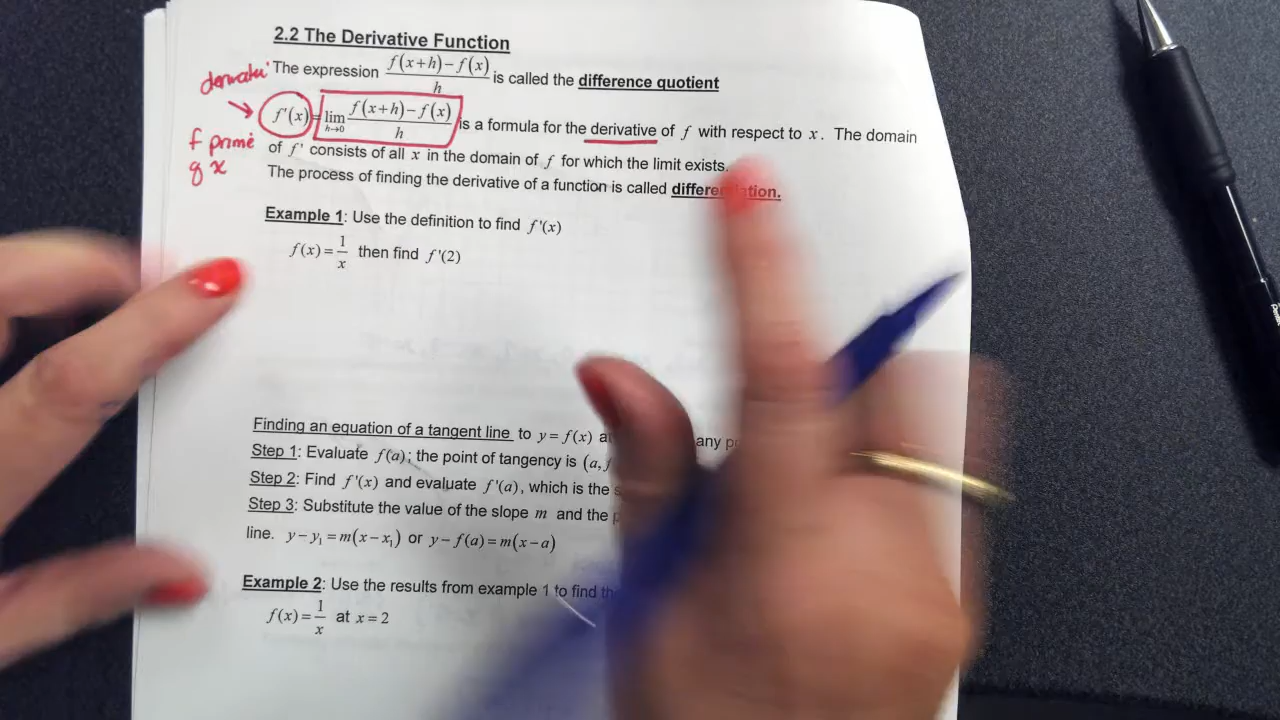 2.2 The Derivative Function
The expression f(x+h)−f(x)/h is called the difference quotient
f'(x)= lim h→0 f(x+h)−f(x)/h is a formula for the derivative of f with respect to x. The domain
f prime
of f' consists of all x in the domain of f for which the limit exists.
x
The process of finding the derivative of a function is called
Example 1: Use the definition to find f'(x)
f(x)=1/x then find f'(2)
Finding an equation of a tangent line to y=f(x) any
Step 1: Evaluate f(a); the point of tangency is (a,
Step 2: Find f'(x) and evaluate f'(a), which is the
Step 3: Substitute the value of the slope m and the
line. y−y₁=m(x−x₁) or y−f(a)=m(x−a)
Example 2: Use the results from example 1 to find
f(x)=1/x at x=2